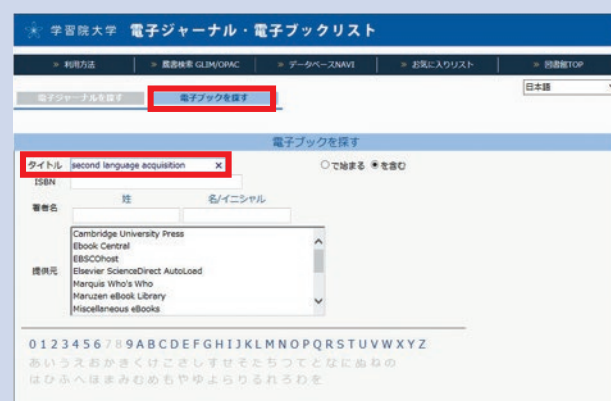 学習院大学 電子ジャーナル・電子ブックリスト
» 利用方法 » 蔵書検索 GLIM/OPAC » データベースNAVI » お気に入りリスト » 図書館TOP
日本語
電子ジャーナルを探す 電子ブックを探す
電子ブックを探す
タイトル second language acquisition × で始まる を含む
ISBN
姓 名/イニシャル
著者名
提供元
Cambridge University Press
Ebook Central
EBSCOhost
Elsevier ScienceDirect AutoLoad
Marquis Who's Who
Maruzen eBook Library
Miscellaneous eBooks
0 1 2 3 4 5 6 7 8 9 A B C D E F G H I J K L M N O P Q R S T U V W X Y Z
あ い う え お か き く け こ さ し す せ そ た ち つ て と な に ぬ ね の
は ひ ふ へ ほ ま み む め も や ゆ よ ら り る れ ろ わ を